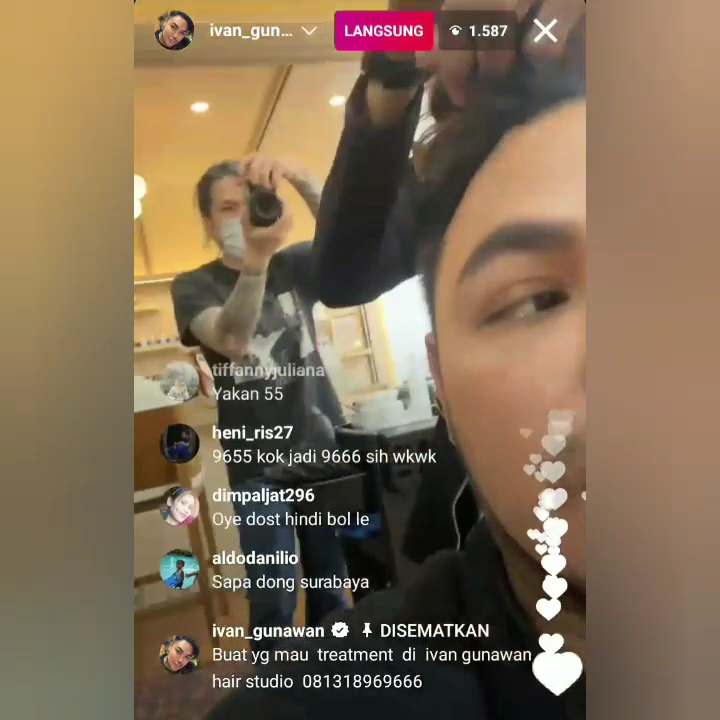 ivan_gun... LANGSUNG 1.587
tiffannyjuliana
Yakan 55
heni_ris27
9655 kok jadi 9666 sih wkwk
dimpaljat296
Oye dost hindi bol le
aldodanilio
Sapa dong surabaya
ivan_gunawan DISEMATKAN
Buat yg mau treatment di ivan gunawan
hair studio 081318969666